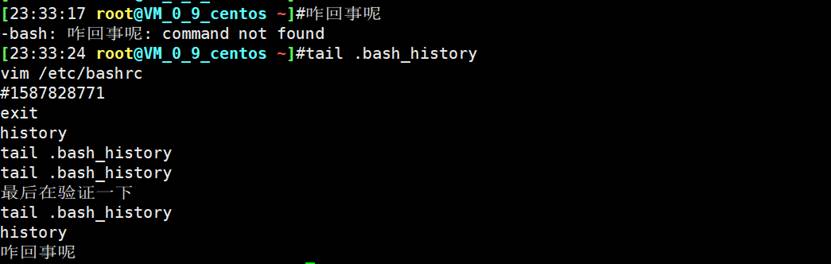 [23:33:17 root@VM_0_9_centos ~]#咋回事呢
-bash: 咋回事呢: command not found
[23:33:24 root@VM_0_9_centos ~]#tail .bash_history
vim /etc/bashrc
#1587828771
exit
history
tail .bash_history
tail .bash_history
最后在验证一下
tail .bash_history
history
咋回事呢